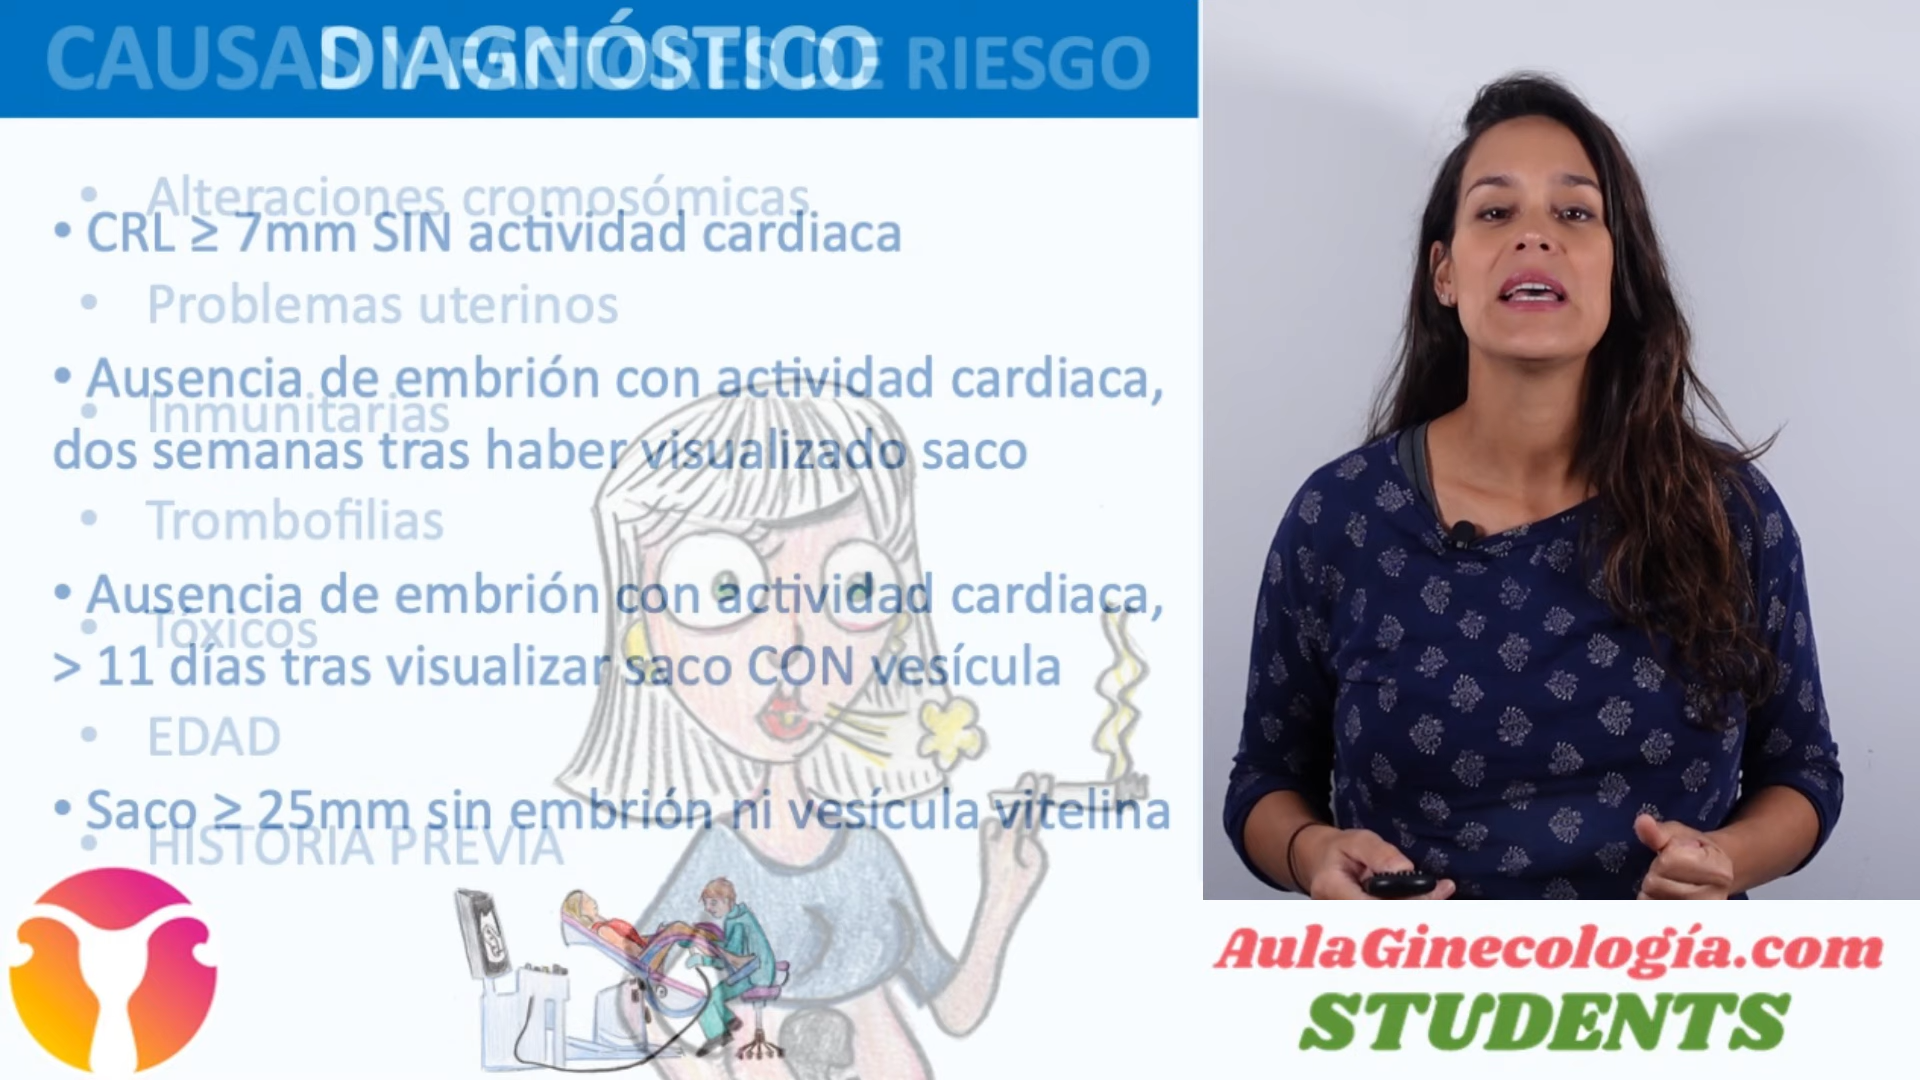 CAUSAS Y FACTORES DE RIESGO
DIAGNÓSTICO
• Alteraciones cromosómicas
• CRL ≥ 7mm SIN actividad cardiaca
• Problemas uterinos
• Ausencia de embrión con actividad cardiaca,
• Inmunitarias
dos semanas tras haber visualizado saco
• Trombofilias
• Ausencia de embrión con actividad cardiaca,
• Tóxicos
> 11 días tras visualizar saco CON vesícula
• EDAD
• Saco ≥ 25mm sin embrión ni vesícula vitelina
• HISTORIA PREVIA
AulaGinecología.com
STUDENTS